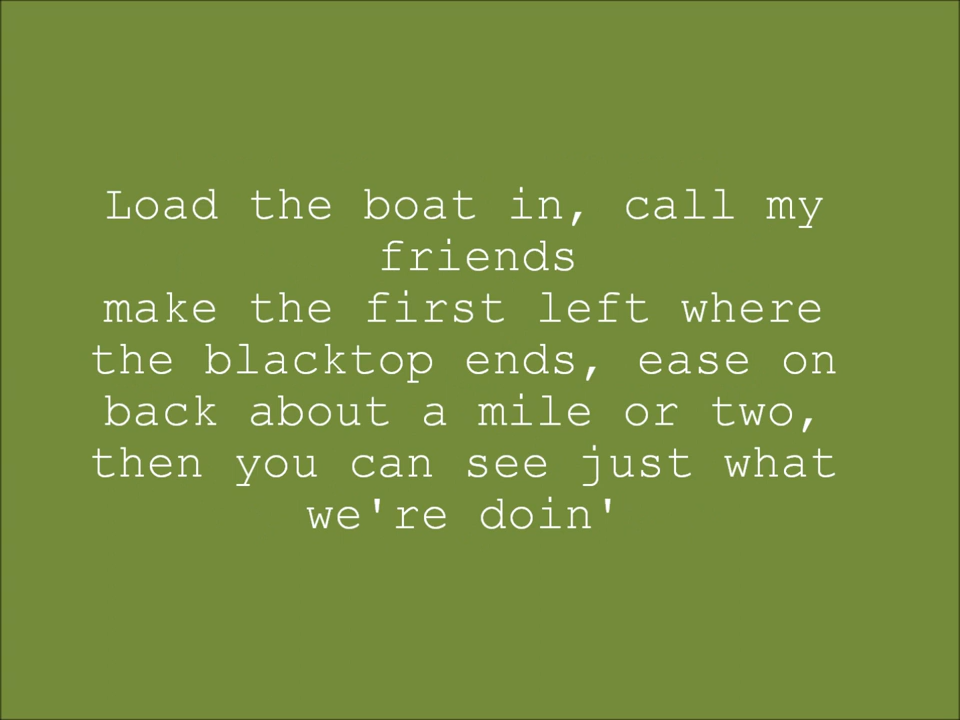 Load the boat in, call my
friends
make the first left where
the blacktop ends, ease on
back about a mile or two,
then you can see just what
we're doin'